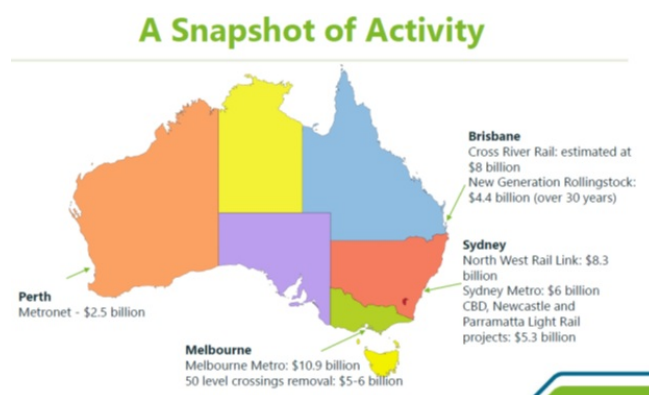 A Snapshot of Activity
Brisbane
Cross River Rail: estimated at
$8 billion
New Generation Rollingstock:
$4.4 billion (over 30 years)
Sydney
North West Rail Link: $8.3
billion
Sydney Metro: $6 billion
CBD, Newcastle and
Parramatta Light Rail
projects: $5.3 billion
Perth
Metronet - $2.5 billion
Melbourne
Melbourne Metro: $10.9 billion
50 level crossings removal: $5-6 billion